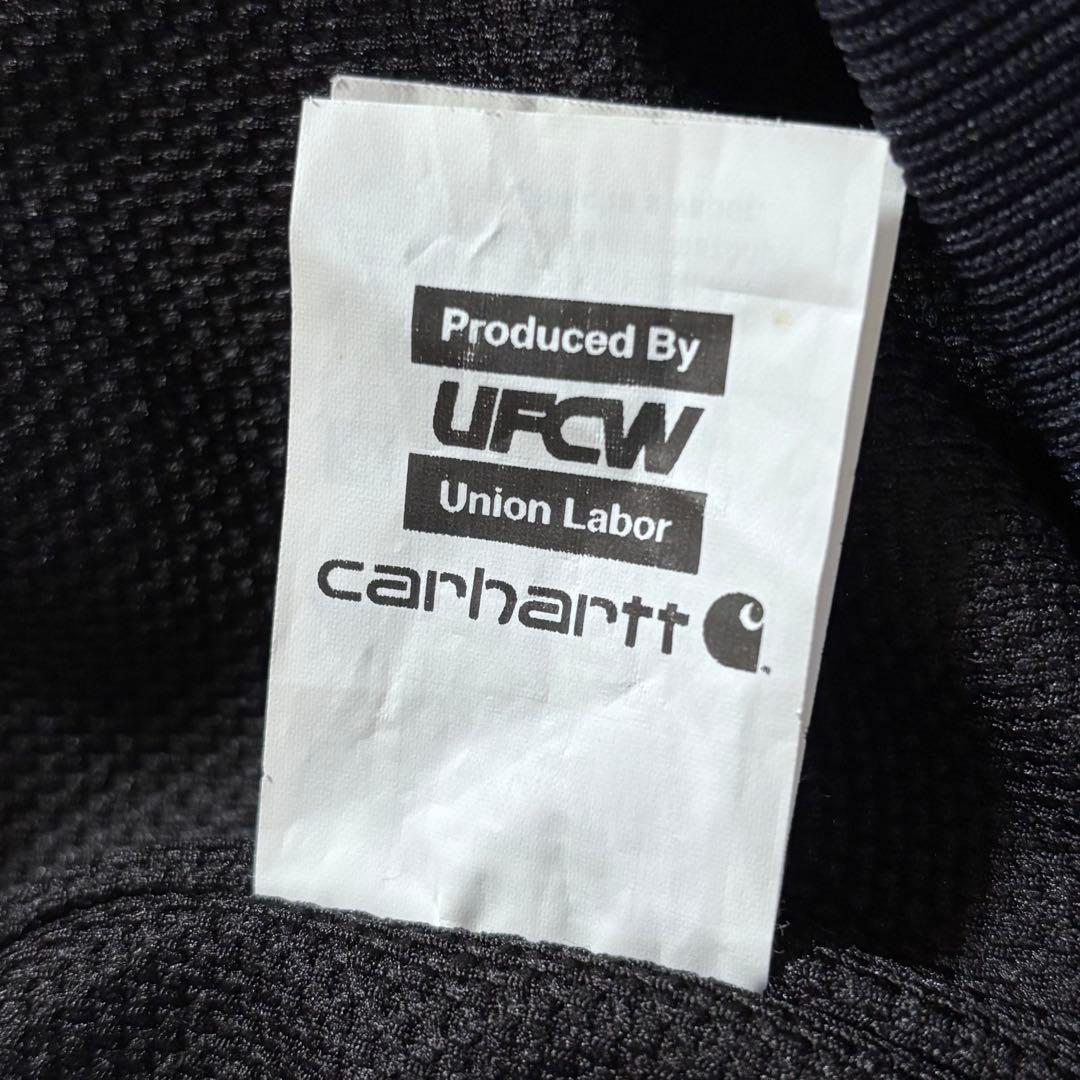 Produced By
UFCW
Union Labor
carhartt